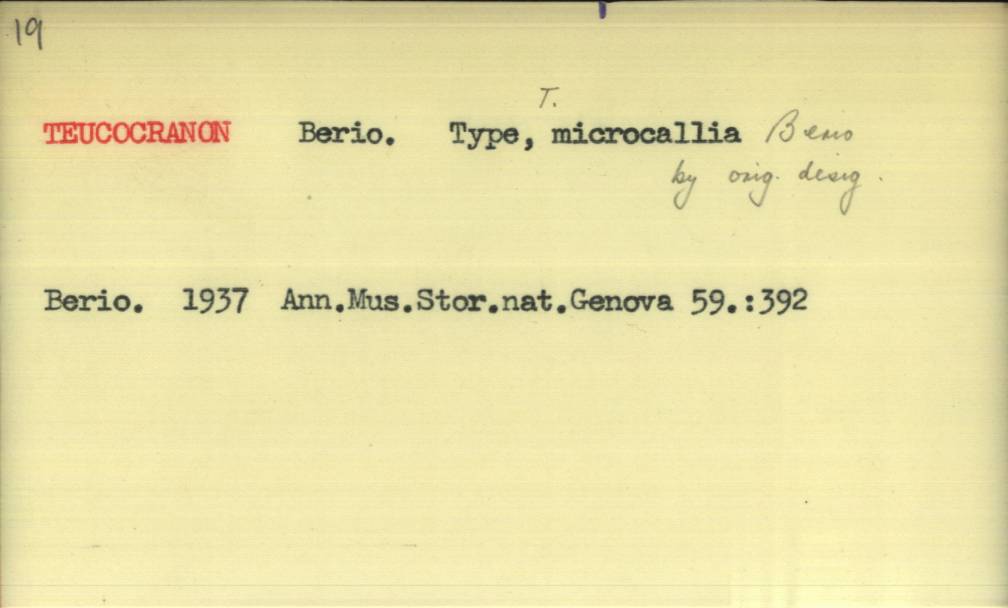 19
T.
TEUCOCRANON Berio. Type, microcallia Berio
by orig. desig.
Berio. 1937 Ann.Mus.Stor.nat.Genova 59.:392